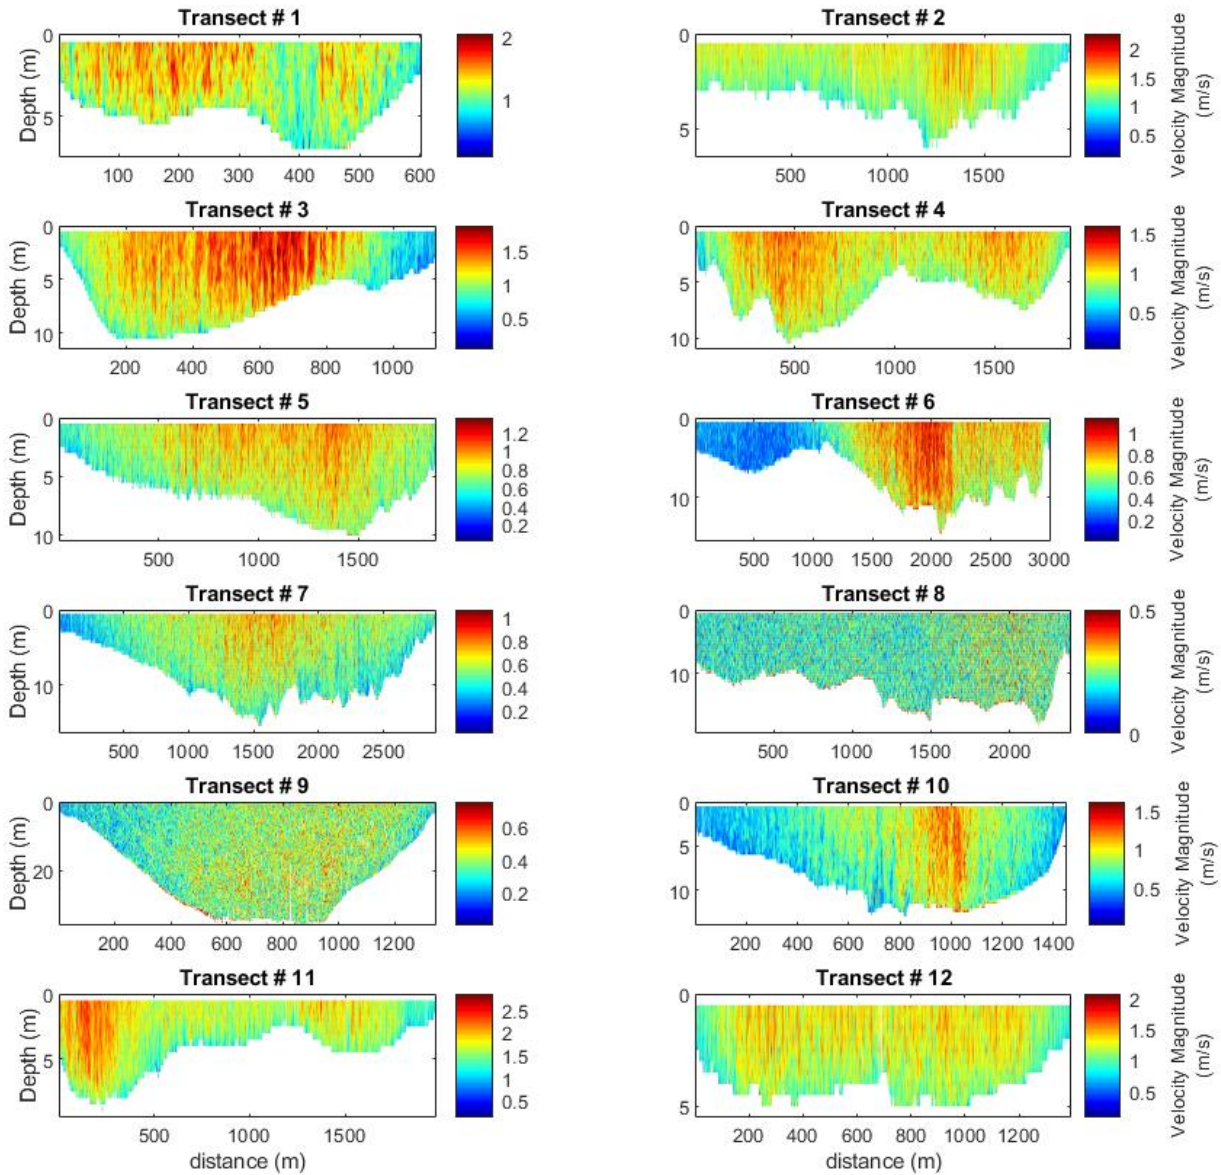 Transect # 1
Depth (m)
0
5
100 200 300 400 500 600
2
1
Transect # 2
0
5
500 1000 1500
2
1.5
1
0.5
Velocity Magnitude
(m/s)
Transect # 3
Depth (m)
0
5
10
200 400 600 800 1000
1.5
1
0.5
Transect # 4
0
5
10
500 1000 1500
1.5
1
0.5
Velocity Magnitude
(m/s)
Transect # 5
Depth (m)
0
5
10
500 1000 1500
1.2
1
0.8
0.6
0.4
0.2
Transect # 6
0
10
500 1000 1500 2000 2500 3000
1
0.8
0.6
0.4
0.2
Velocity Magnitude
(m/s)
Transect # 7
Depth (m)
0
10
500 1000 1500 2000 2500
1
0.8
0.6
0.4
0.2
Transect # 8
0
10
500 1000 1500 2000
0.5
0
Velocity Magnitude
(m/s)
Transect # 9
Depth (m)
0
20
200 400 600 800 1000 1200
0.6
0.4
0.2
Transect # 10
0
5
10
200 400 600 800 1000 1200 1400
1.5
1
0.5
Velocity Magnitude
(m/s)
Transect # 11
Depth (m)
0
5
500 1000 1500
distance (m)
2.5
2
1.5
1
0.5
Transect # 12
0
5
200 400 600 800 1000 1200
distance (m)
2
1.5
1
0.5
Velocity Magnitude
(m/s)